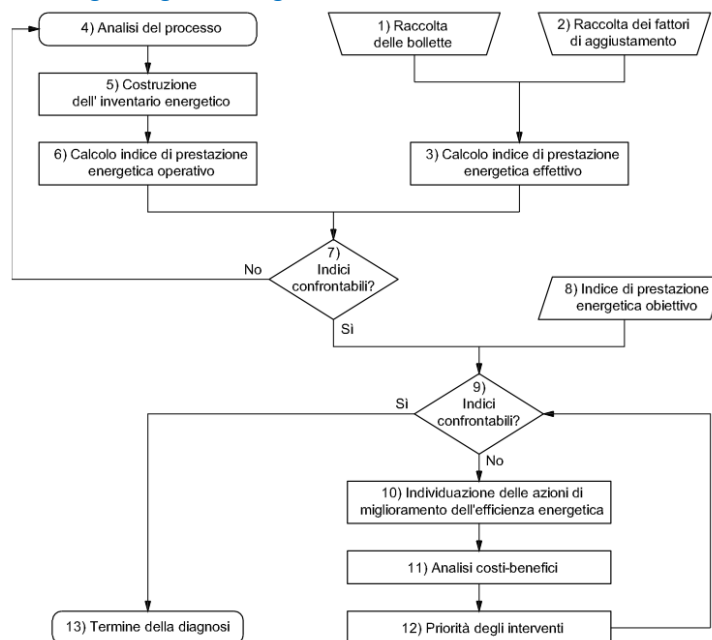 4) Analisi del processo
1) Raccolta
delle bollette
2) Raccolta dei fattori
di aggiustamento
5) Costruzione
dell' inventario energetico
6) Calcolo indice di prestazione
energetica operativo
3) Calcolo indice di prestazione
energetica effettivo
7)
Indici
confrontabili?
No
Sì
8) Indice di prestazione
energetica obiettivo
9)
Indici
confrontabili?
Sì
No
10) Individuazione delle azioni di
miglioramento dell'efficienza energetica
11) Analisi costi-benefici
12) Priorità degli interventi
13) Termine della diagnosi